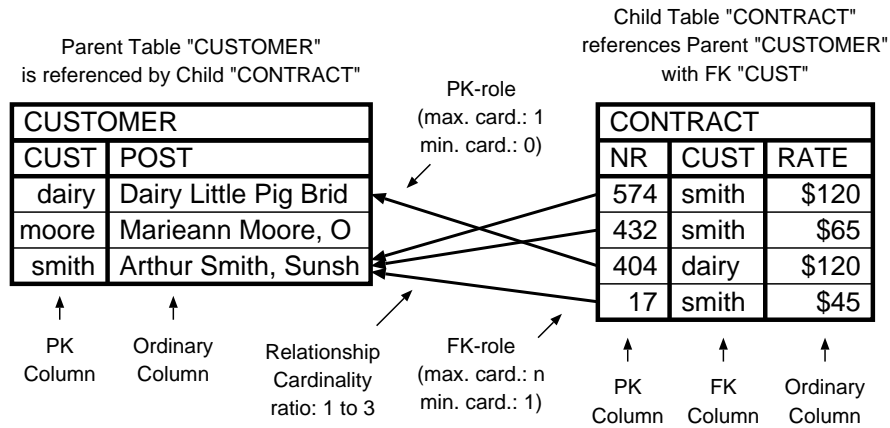 Parent Table "CUSTOMER"
is referenced by Child "CONTRACT"
Child Table "CONTRACT"
references Parent "CUSTOMER"
with FK "CUST"
PK-role
(max. card.: 1
min. card.: 0)
CUSTOMER
CUST POST
dairy Dairy Little Pig Brid
moore Marieann Moore, O
smith Arthur Smith, Sunsh
CONTRACT
NR CUST RATE
574 smith $120
432 smith $65
404 dairy $120
17 smith $45
PK
Column
Ordinary
Column
Relationship
Cardinality
ratio: 1 to 3
FK-role
(max. card.: n
min. card.: 1)
PK
Column
FK
Column
Ordinary
Column